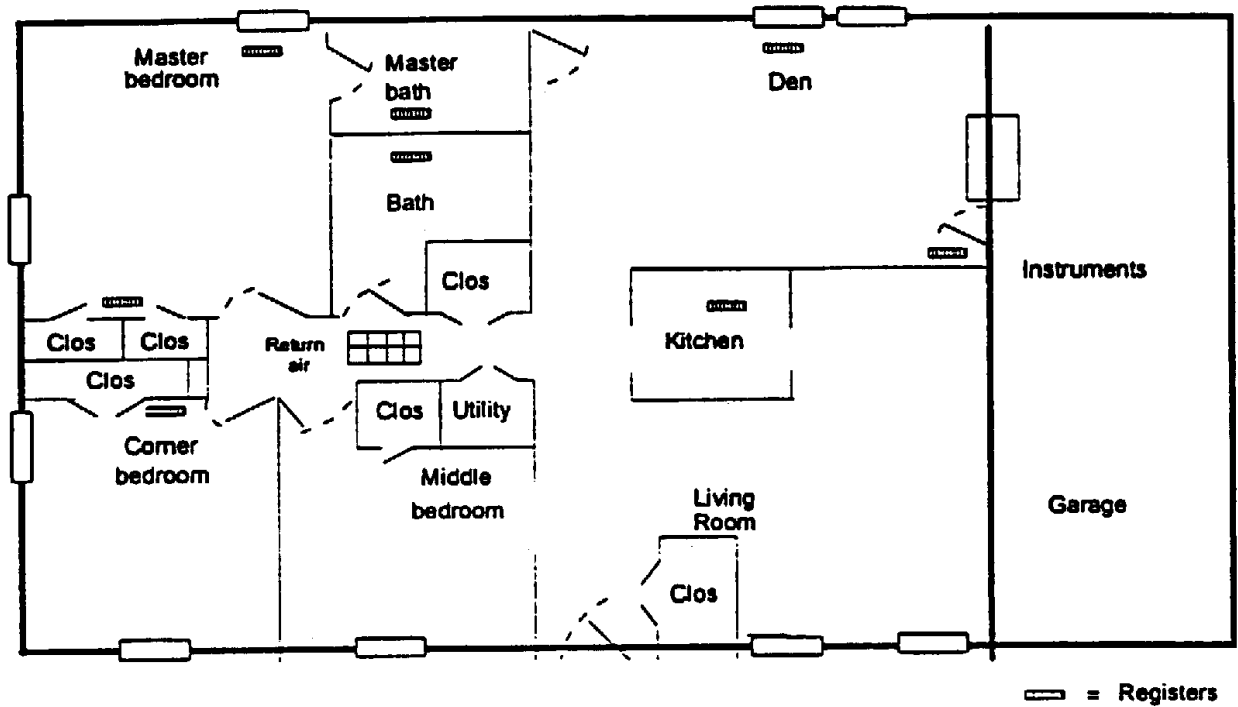 Master
bedroom
Master
bath
Den
Bath
Clos
Instruments
Clos
Clos
Return
air
Kitchen
Clos
Clos
Utility
Corner
bedroom
Middle
bedroom
Living
Room
Garage
Clos
= Registers